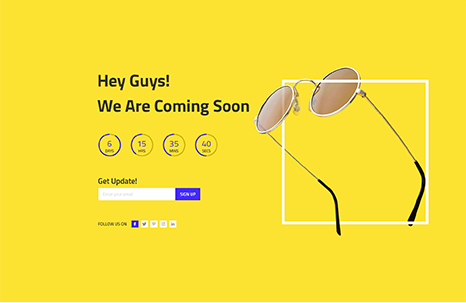 Hey Guys!
We Are Coming Soon
6 15 35 40
DAYS HRS MINS SECS
Get Update!
Enter your email SIGN UP
FOLLOW US ON